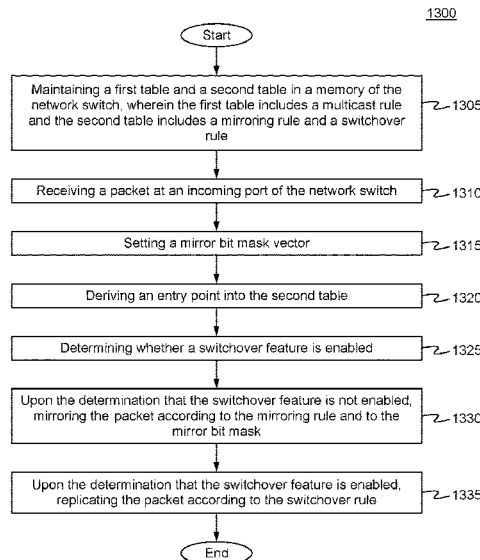 1300
Start
Maintaining a first table and a second table in a memory of the
network switch, wherein the first table includes a multicast rule
and the second table includes a mirroring rule and a switchover
rule
1305
Receiving a packet at an incoming port of the network switch
1310
Setting a mirror bit mask vector
1315
Deriving an entry point into the second table
1320
Determining whether a switchover feature is enabled
1325
Upon the determination that the switchover feature is not enabled,
mirroring the packet according to the mirroring rule and to the
mirror bit mask
1330
Upon the determination that the switchover feature is enabled,
replicating the packet according to the switchover rule
1335
End